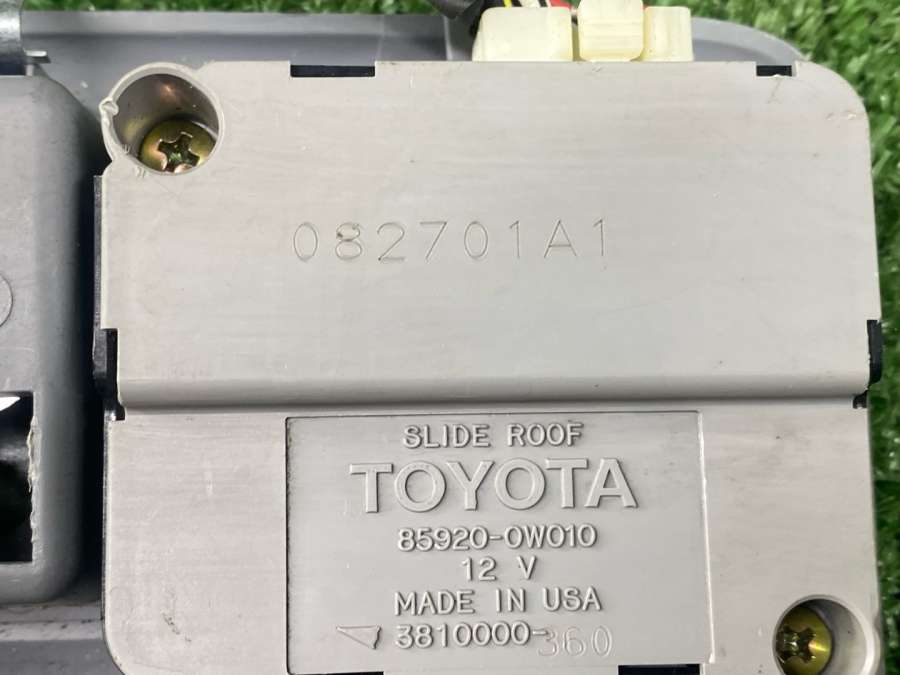 082701A1
SLIDE ROOF
TOYOTA
85920-0W010
12 V
MADE IN USA
3810000-360